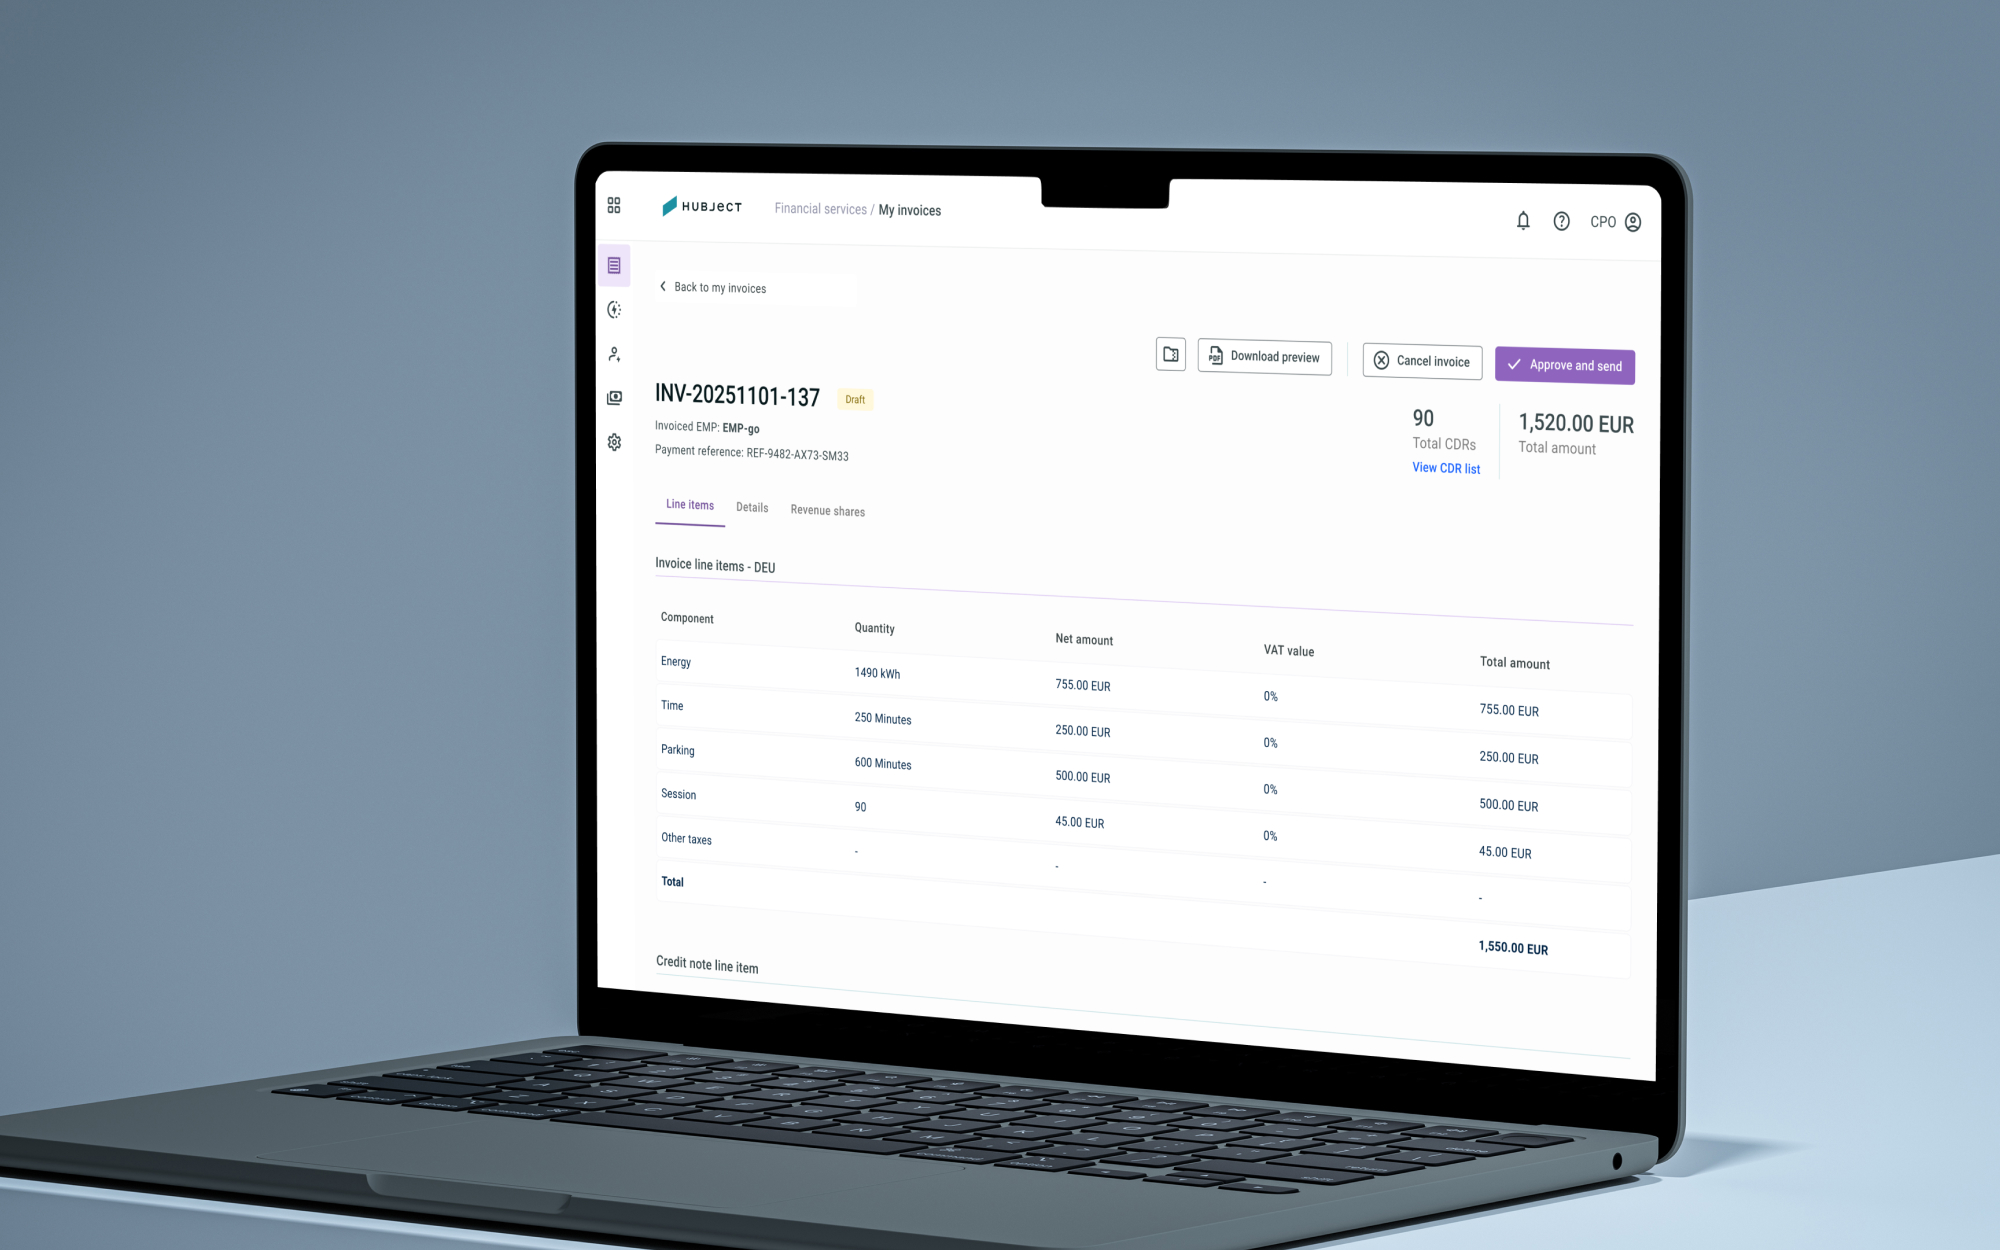 HUBJECT
Financial services / My invoices
CPO
Back to my invoices
PDF Download preview
Cancel invoice
Approve and send
INV-20251101-137
Draft
Invoiced EMP: EMP-go
Payment reference: REF-9482-AX73-SM33
90
Total CDRs
View CDR list
1,520.00 EUR
Total amount
Line items Details Revenue shares
Invoice line items - DEU
Component Quantity Net amount VAT value Total amount
Energy 1490 kWh 755.00 EUR 0% 755.00 EUR
Time 250 Minutes 250.00 EUR 0% 250.00 EUR
Parking 600 Minutes 500.00 EUR 0% 500.00 EUR
Session 90 45.00 EUR 0% 45.00 EUR
Other taxes - - - -
Total 1,550.00 EUR
Credit note line item